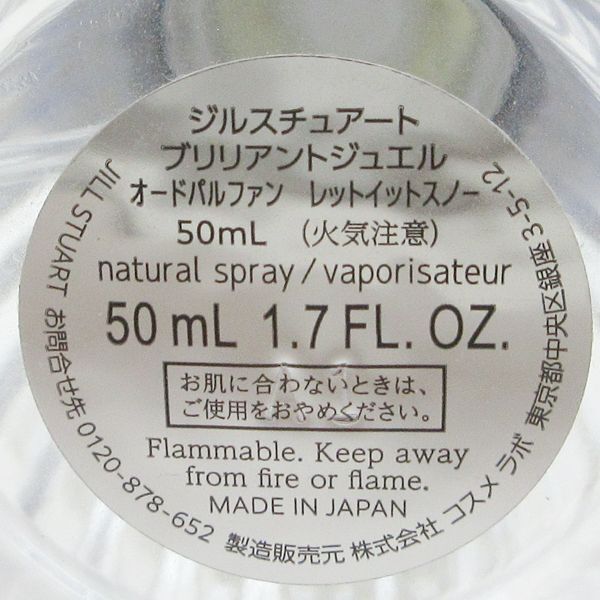 ジルスチュアート
ブリリアントジュエル
オードパルファン レットイットスノー
50mL (火気注意)
natural spray/vaporisateur
50 mL 1.7 FL. OZ.
お肌に合わないときは、
ご使用をおやめください。
Flammable. Keep away
from fire or flame.
MADE IN JAPAN
JILL STUART お問合せ先 0120-878-652
製造販売元 株式会社 コスメ ラボ 東京都中央区銀座 3-5-12